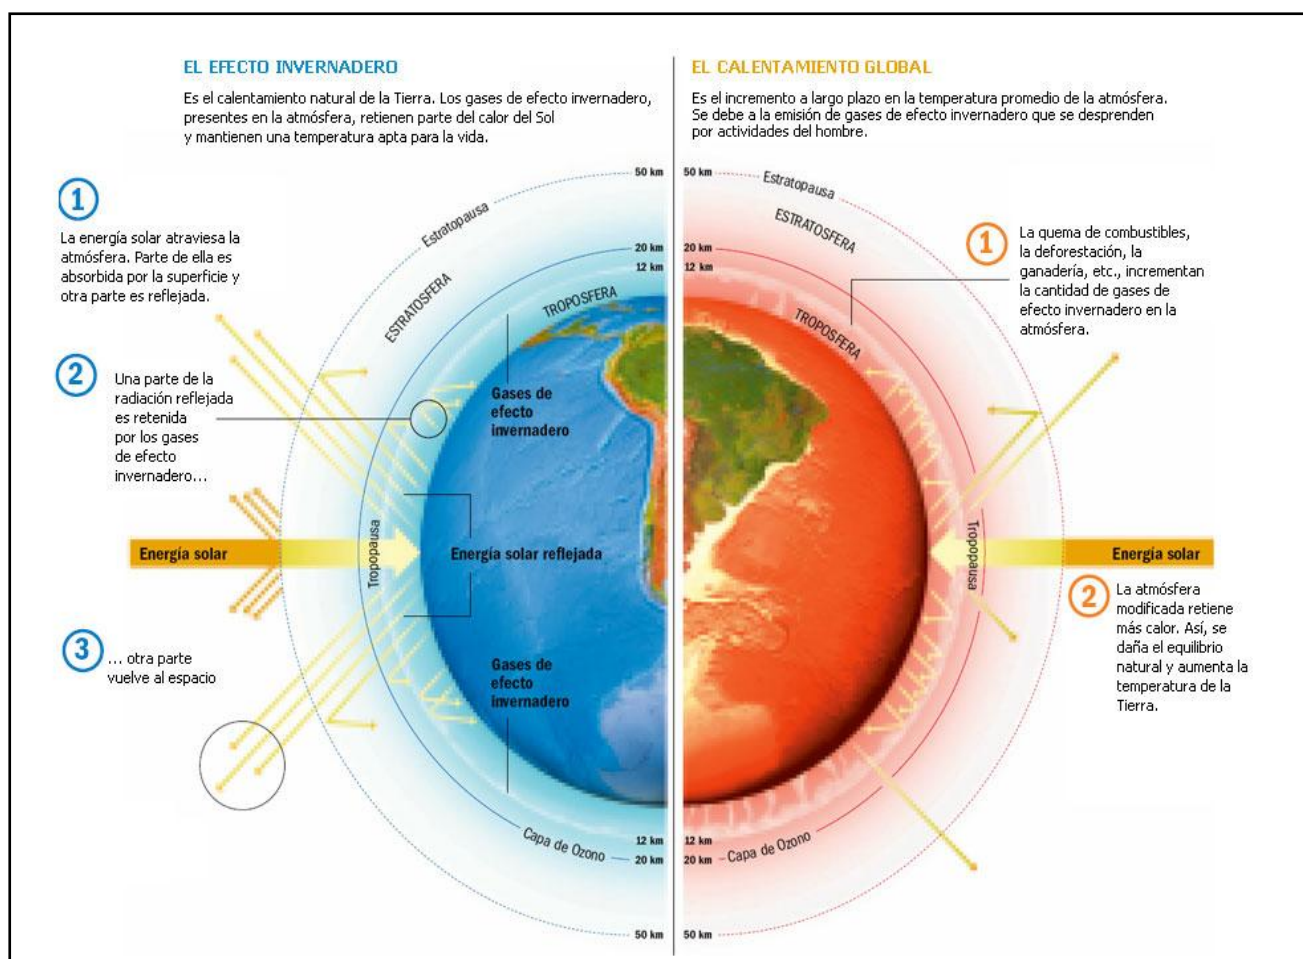 EL EFECTO INVERNADERO
Es el calentamiento natural de la Tierra. Los gases de efecto invernadero,
presentes en la atmósfera, retienen parte del calor del Sol
y mantienen una temperatura apta para la vida.
1
La energía solar atraviesa la
atmósfera. Parte de ella es
absorbida por la superficie y
otra parte es reflejada.
2
Una parte de la
radiación reflejada
es retenida
por los gases
de efecto
invernadero...
Energía solar
3
... otra parte
vuelve al espacio
50 km
Estratopausa
20 km
ESTRATOSFERA
12 km
TROPOSFERA
Gases de
efecto
invernadero
Tropopausa
Energía solar reflejada
Gases de
efecto
invernadero
Capa de Ozono
12 km
20 km
50 km
EL CALENTAMIENTO GLOBAL
Es el incremento a largo plazo en la temperatura promedio de la atmósfera.
Se debe a la emisión de gases de efecto invernadero que se desprenden
por actividades del hombre.
50 km
Estratopausa
ESTRATOSFERA
20 km
12 km
TROPOSFERA
1
La quema de combustibles,
la deforestación, la
ganadería, etc., incrementan
la cantidad de gases de
efecto invernadero en la
atmósfera.
Tropopausa
Energía solar
2
La atmósfera
modificada retiene
más calor. Así, se
daña el equilibrio
natural y aumenta la
temperatura de la
Tierra.
12 km
20 km
Capa de Ozono
50 km